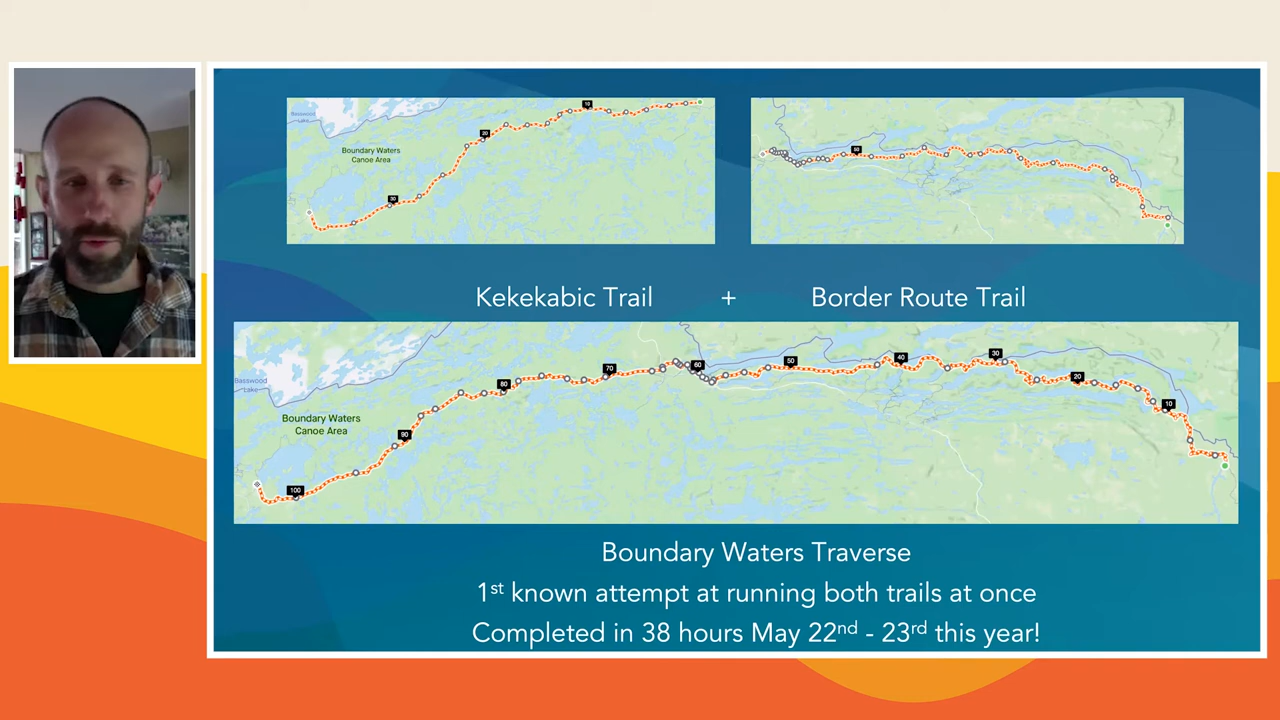 Basswood
Lake
Boundary Waters
Canoe Area
10
20
30
50
Kekekabic Trail + Border Route Trail
Basswood
Lake
Boundary Waters
Canoe Area
100
90
80
70
60
50
40
30
20
10
Boundary Waters Traverse
1st known attempt at running both trails at once
Completed in 38 hours May 22nd - 23rd this year!